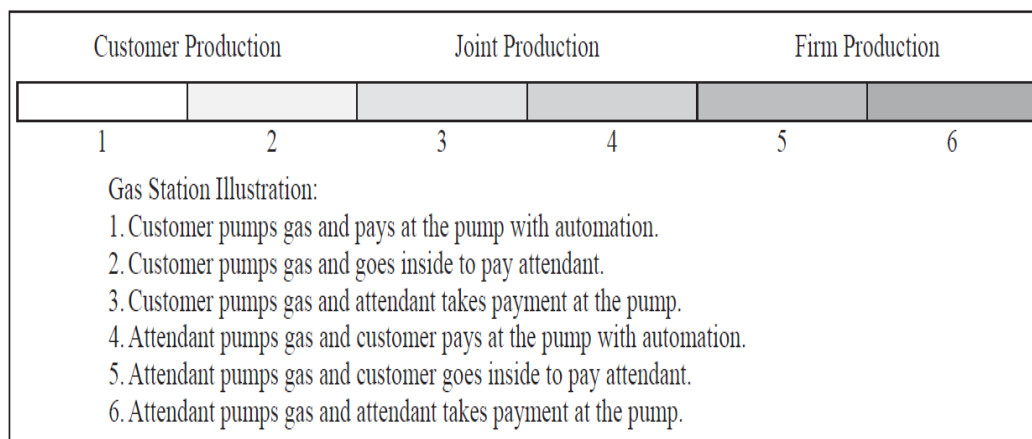 Customer Production Joint Production Firm Production
1 2 3 4 5 6
Gas Station Illustration:
1. Customer pumps gas and pays at the pump with automation.
2. Customer pumps gas and goes inside to pay attendant.
3. Customer pumps gas and attendant takes payment at the pump.
4. Attendant pumps gas and customer pays at the pump with automation.
5. Attendant pumps gas and customer goes inside to pay attendant.
6. Attendant pumps gas and attendant takes payment at the pump.